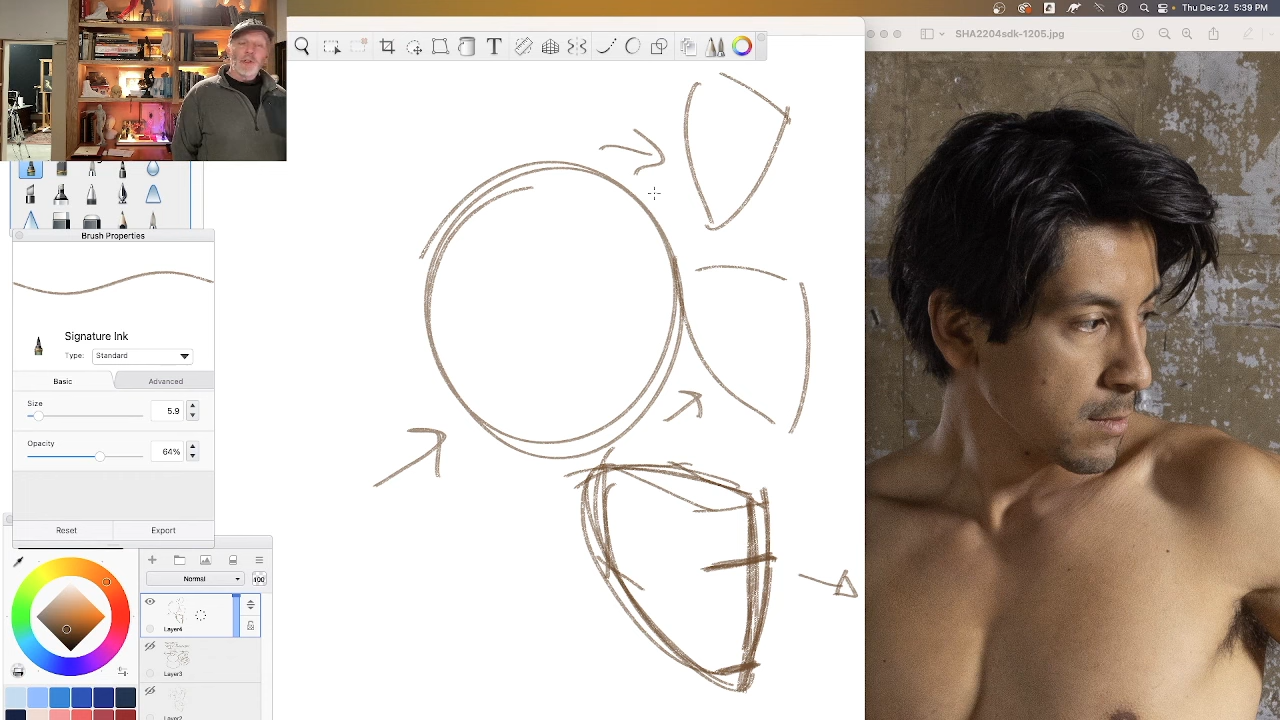 Thu Dec 22 5:39 PM
SHA2204sdk-1205.jpg
T
Brush Properties
Signature Ink
Type: Standard
Basic Advanced
Size
5.9
Opacity
64%
Reset Export
Normal 100
Layer4
Layer3
Layer2